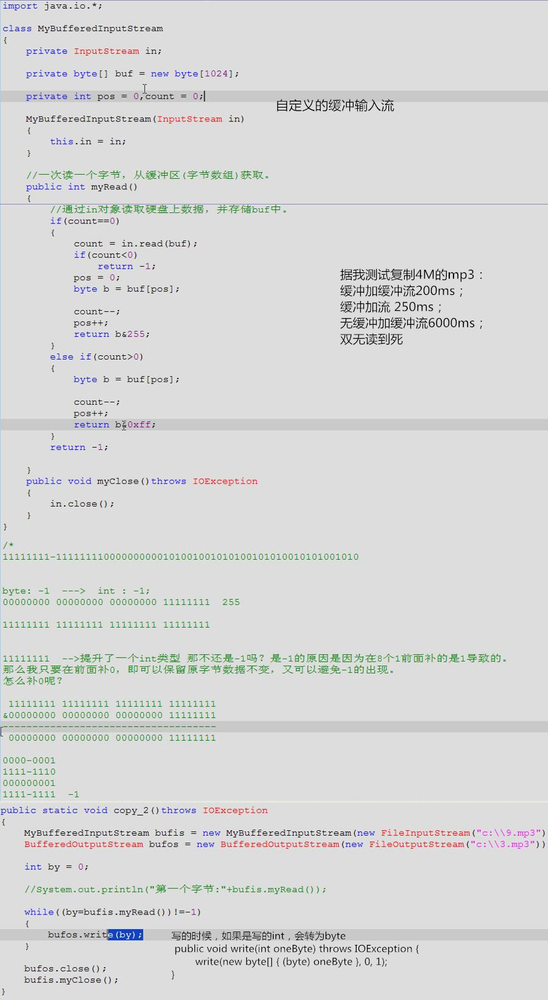 import java.io.*;
class MyBufferedInputStream
{
private InputStream in;
private byte[] buf = new byte[1024];
private int pos = 0,count = 0;
自定义的缓冲输入流
MyBufferedInputStream(InputStream in)
{
this.in = in;
}
//一次读一个字节，从缓冲区(字节数组)获取。
public int myRead()
{
//通过in对象读取硬盘上数据，并存储buf中。
if(count==0)
{
count = in.read(buf);
if(count<0)
return -1;
pos = 0;
byte b = buf[pos];
count--;
pos++;
return b&255;
}
else if(count>0)
{
byte b = buf[pos];
count--;
pos++;
return b&0xff;
}
return -1;
}
据我测试复制4M的mp3：
缓冲加缓冲流200ms；
缓冲加流 250ms；
无缓冲加缓冲流6000ms；
双无读到死
public void myClose()throws IOException
{
in.close();
}
}
/*
11111111-111111110000000000010100100101010010101001010100​1010
byte: -1  --->  int : -1;
00000000 00000000 00000000 11111111  255
11111111 11111111 11111111 11111111
11111111  -->提升了一个int类型 那不还是-1吗？是-1的原因是因为在8个1前面补的是1导致的。
那么我只要在前面补0，即可以保留原字节数据不变，又可以避免-1的出现。
怎么补0呢？
11111111 11111111 11111111 11111111
&00000000 00000000 00000000 11111111
------------------------------------
00000000 00000000 00000000 11111111
0000-0001
1111-1110
000000001
1111-1111  -1
public static void copy_2()throws IOException
{
MyBufferedInputStream bufis = new MyBufferedInputStream(new FileInputStream("c:\\9.mp3")
BufferedOutputStream bufos = new BufferedOutputStream(new FileOutputStream("c:\\3.mp3"))
int by = 0;
//System.out.println("第一个字节:"+bufis.myRead());
while((by=bufis.myRead())!=-1)
{
bufos.write(by);
}
写的时候，如果是写的int，会转为byte
public void write(int oneByte) throws IOException {
write(new byte[] { (byte) oneByte }, 0, 1);
}
bufos.close();
bufis.myClose();
}